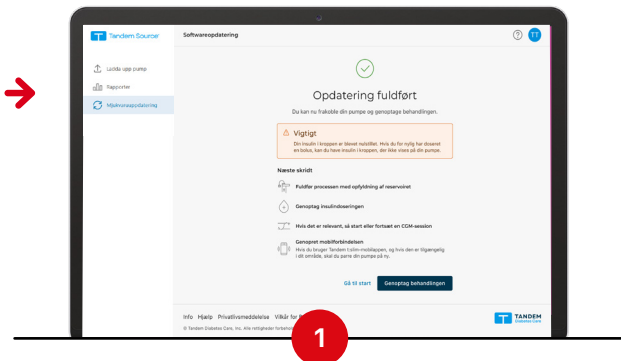 Tandem Source
Softwareopdatering
?
TT
Ladda upp pump
Rapporter
Mjukvaruuppdatering
Opdatering fuldført
Du kan nu frakoble din pumpe og genoptage behandlingen.
Vigtigt
Din insulin i kroppen er blevet nulstillet. Hvis du for nylig har doseret
en bolus, kan du have insulin i kroppen, der ikke vises på din pumpe.
Næste skridt
Fuldfør processen med opfyldning af reservoiret
Genoptag insulindoseringen
Hvis det er relevant, så start eller fortsæt en CGM-session
Genopret mobilforbindelsen
Hvis du bruger Tandem t:slim-mobilappen, og hvis den er tilgængelig
i dit område, skal du parre din pumpe på ny.
Gå til start
Genoptag behandlingen
Info Hjælp Privatlivsmeddelelse Vilkår for
© Tandem Diabetes Care, Inc. Alle rettigheder
TANDEM
Diabetes Care
1